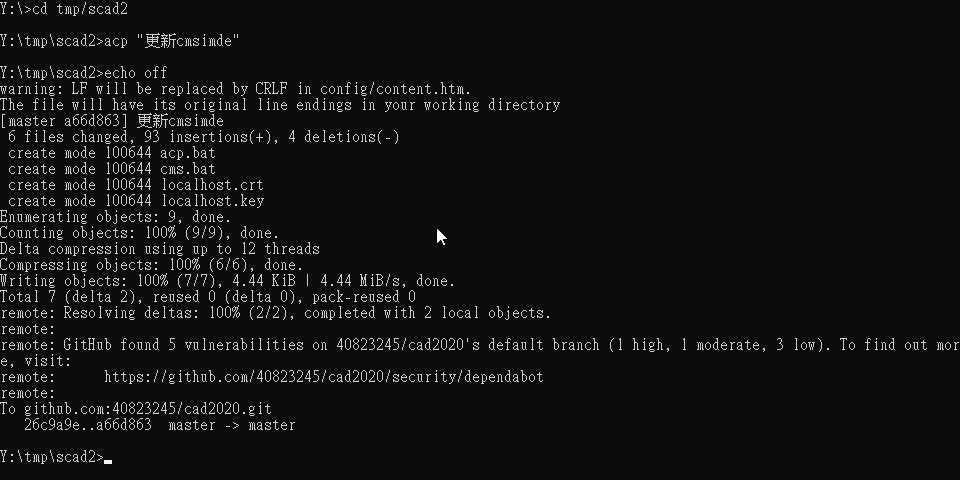 Y:\>cd tmp/scad2
Y:\tmp\scad2>acp "更新cmsimde"
Y:\tmp\scad2>echo off
warning: LF will be replaced by CRLF in config/content.htm.
The file will have its original line endings in your working directory
[master a66d863] 更新cmsimde
 6 files changed, 93 insertions(+), 4 deletions(-)
 create mode 100644 acp.bat
 create mode 100644 cms.bat
 create mode 100644 localhost.crt
 create mode 100644 localhost.key
Enumerating objects: 9, done.
Counting objects: 100% (9/9), done.
Delta compression using up to 12 threads
Compressing objects: 100% (6/6), done.
Writing objects: 100% (7/7), 4.44 KiB | 4.44 MiB/s, done.
Total 7 (delta 2), reused 0 (delta 0), pack-reused 0
remote: Resolving deltas: 100% (2/2), completed with 2 local objects.
remote:
remote: GitHub found 5 vulnerabilities on 40823245/cad2020's default branch (1 high, 1 moderate, 3 low). To find out mor
e, visit:
remote:      https://github.com/40823245/cad2020/security/dependabot
remote:
To github.com:40823245/cad2020.git
   26c9a9e..a66d863  master -> master
Y:\tmp\scad2>